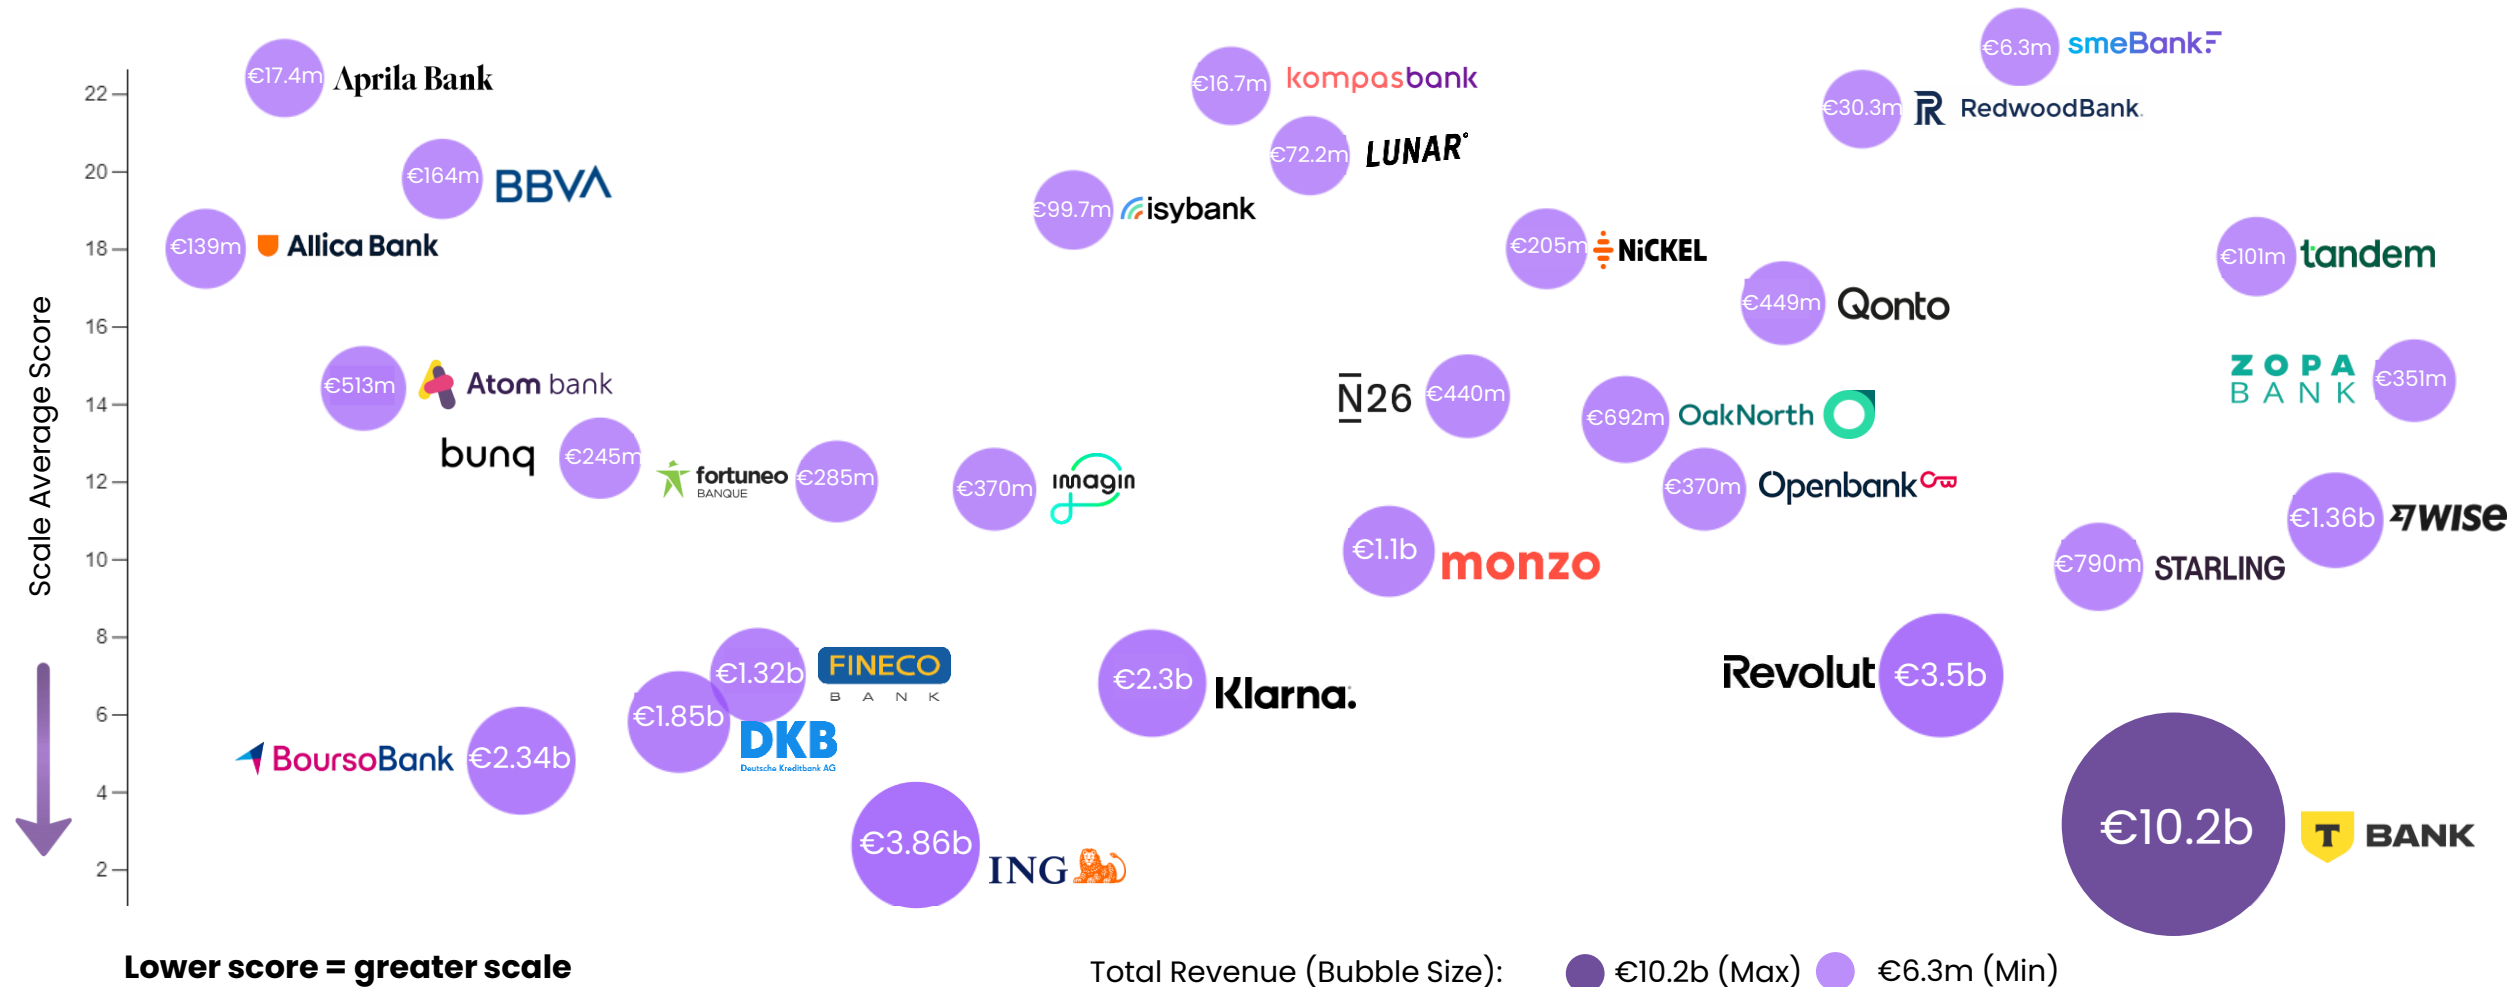 €6.3m smeBank
€17.4m Aprila Bank
€16.7m kompasbank
€30.3m R RedwoodBank.
22
€72.2m LUNAR°
20
€164m BBVA
€99.7m isybank
€139m Allica Bank
18
€205m NiCKEL
€101m tandem
€449m Qonto
16
Scale Average Score
€513m Atom bank
N26 €440m
ZOPA
BANK
€351m
14
€692m OakNorth
bunq €245m
fortuneo
BANQUE
€285m
12
€370m imagin
€370m Openbank
€1.36b WISE
€1.1b monzo
10
€790m STARLING
8
€1.32b FINECO
BANK
€2.3b Klarna.
Revolut €3.5b
6
€1.85b DKB
Deutsche Kreditbank AG
BoursoBank €2.34b
4
€3.86b ING
€10.2b T BANK
2
Lower score = greater scale
Total Revenue (Bubble Size): €10.2b (Max) €6.3m (Min)